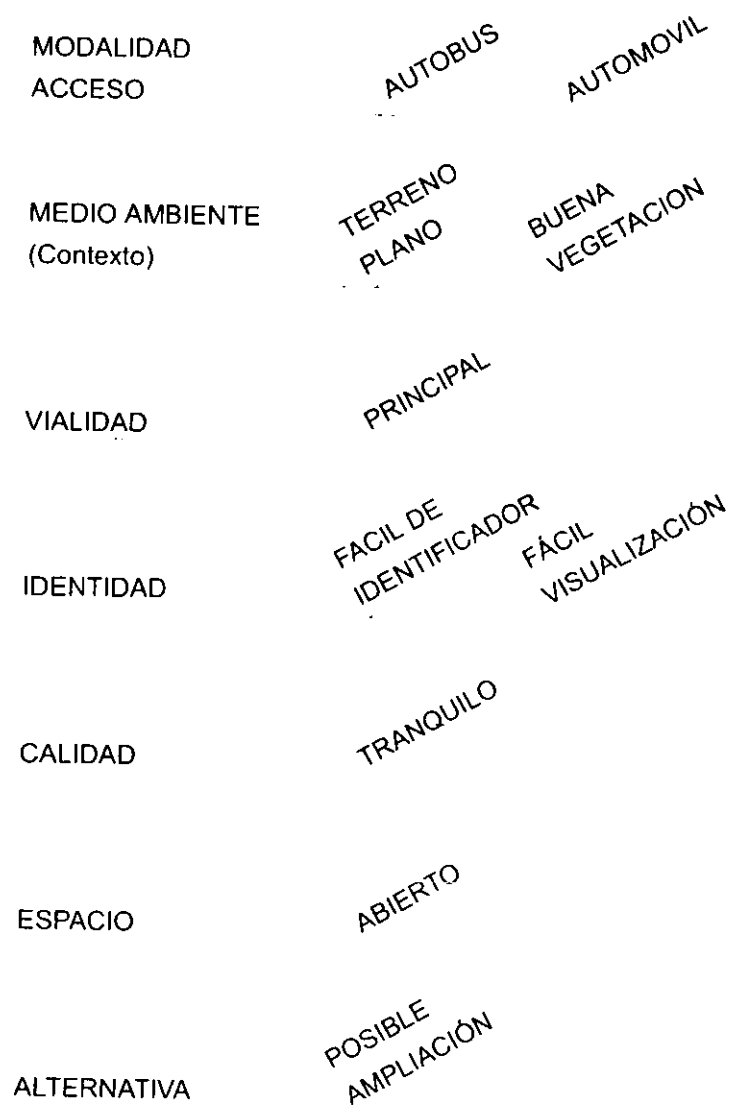 MODALIDAD
ACCESO
AUTOBUS
AUTOMOVIL
MEDIO AMBIENTE
(Contexto)
TERRENO
PLANO
BUENA
VEGETACION
VIALIDAD
PRINCIPAL
IDENTIDAD
FACIL DE
IDENTIFICADOR
FÁCIL
VISUALIZACIÓN
CALIDAD
TRANQUILO
ESPACIO
ABIERTO
ALTERNATIVA
POSIBLE
AMPLIACIÓN